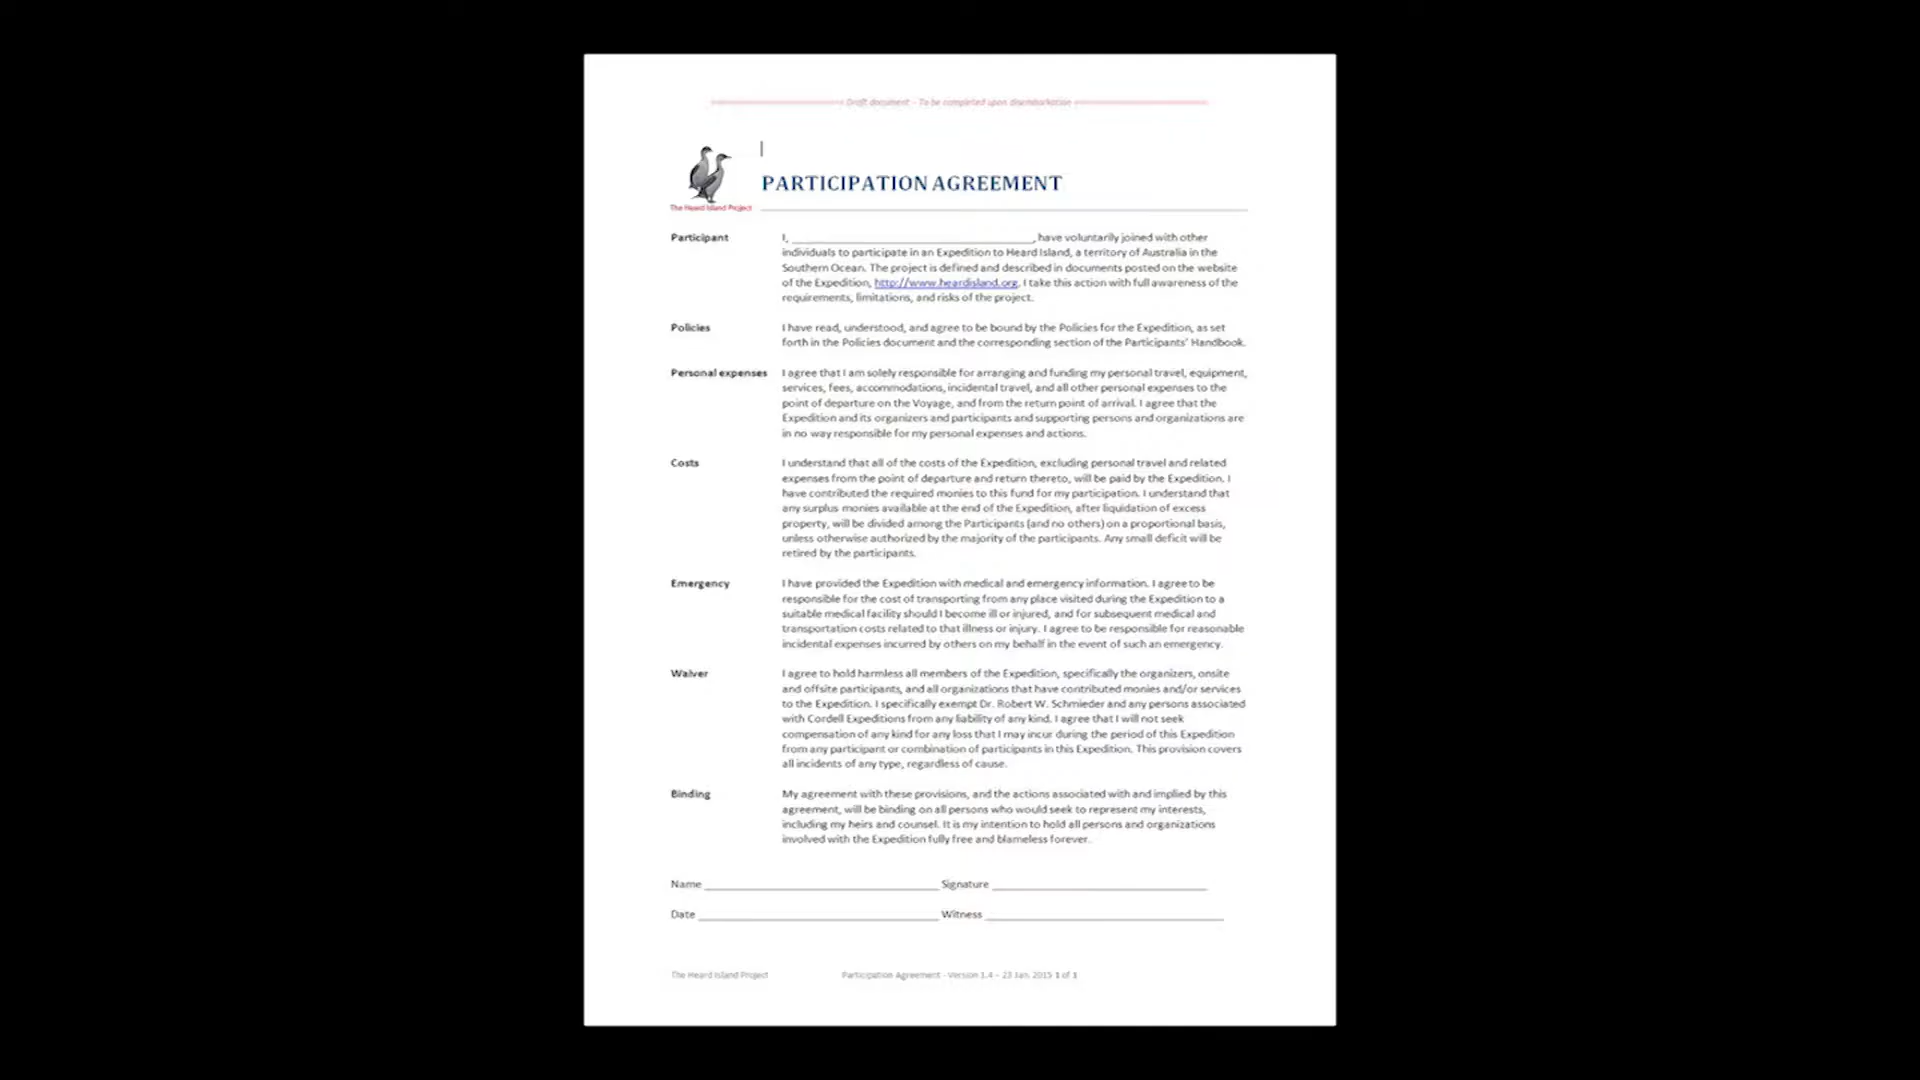 Draft document - To be completed upon disembarkation
PARTICIPATION AGREEMENT
The Heard Island Project
Participant I, ________________________________________, have voluntarily joined with other
individuals to participate in an Expedition to Heard Island, a territory of Australia in the
Southern Ocean. The project is defined and described in documents posted on the website
of the Expedition, http://www.heardisland.org. I take this action with full awareness of the
requirements, limitations, and risks of the project.
Policies I have read, understood, and agree to be bound by the Policies for the Expedition, as set
forth in the Policies document and the corresponding section of the Participants' Handbook.
Personal expenses I agree that I am solely responsible for arranging and funding my personal travel, equipment,
services, fees, accommodations, incidental travel, and all other personal expenses to the
point of departure on the Voyage, and from the return point of arrival. I agree that the
Expedition and its organizers and participants and supporting persons and organizations are
in no way responsible for my personal expenses and actions.
Costs I understand that all of the costs of the Expedition, excluding personal travel and related
expenses from the point of departure and return thereto, will be paid by the Expedition. I
have contributed the required monies to this fund for my participation. I understand that
any surplus monies available at the end of the Expedition, after liquidation of excess
property, will be divided among the Participants (and no others) on a proportional basis,
unless otherwise authorized by the majority of the participants. Any small deficit will be
retired by the participants.
Emergency I have provided the Expedition with medical and emergency information. I agree to be
responsible for the cost of transporting from any place visited during the Expedition to a
suitable medical facility should I become ill or injured, and for subsequent medical and
transportation costs related to that illness or injury. I agree to be responsible for reasonable
incidental expenses incurred by others on my behalf in the event of such an emergency.
Waiver I agree to hold harmless all members of the Expedition, specifically the organizers, onsite
and offsite participants, and all organizations that have contributed monies and/or services
to the Expedition. I specifically exempt Dr. Robert W. Schmieder and any persons associated
with Cordell Expeditions from any liability of any kind. I agree that I will not seek
compensation of any kind for any loss that I may incur during the period of this Expedition
from any participant or combination of participants in this Expedition. This provision covers
all incidents of any type, regardless of cause.
Binding My agreement with these provisions, and the actions associated with and implied by this
agreement, will be binding on all persons who would seek to represent my interests,
including my heirs and counsel. It is my intention to hold all persons and organizations
involved with the Expedition fully free and blameless forever.
Name ________________________________________ Signature ____________________________________
Date ________________________________________ Witness ________________________________________
The Heard Island Project Participation Agreement - Version 1.4 – 23 Jan. 2015 1 of 1